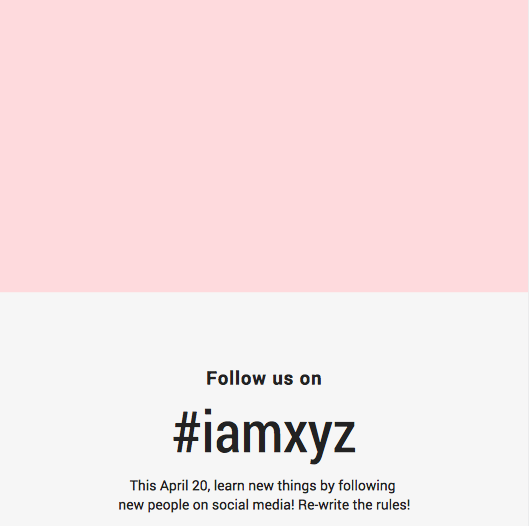 Follow us on
#iamxyz
This April 20, learn new things by following
new people on social media! Re-write the rules!